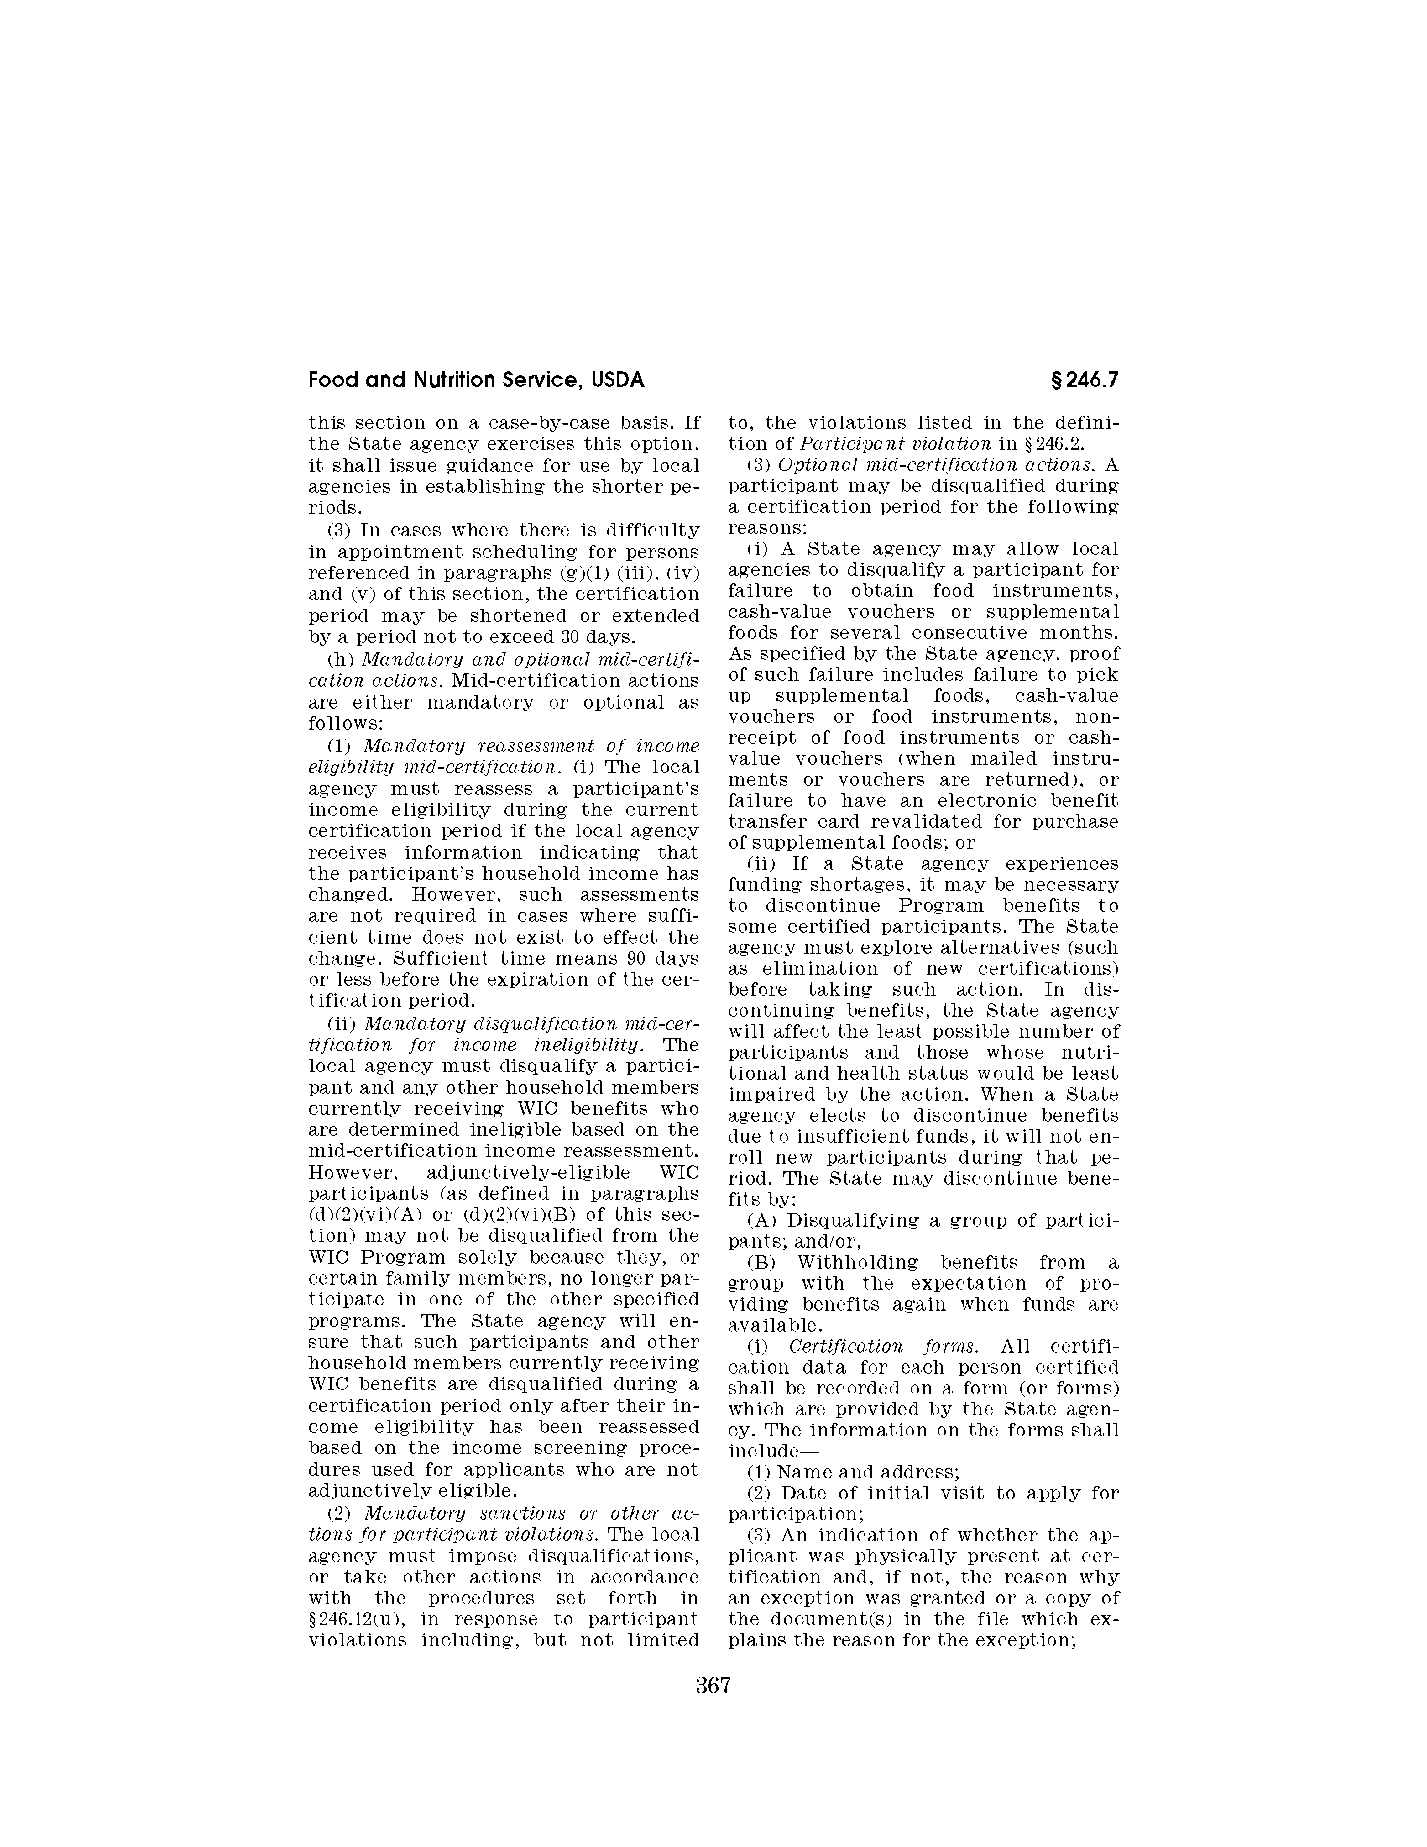 Food and Nutrition Service, USDA
§ 246.7
this section on a case-by-case basis. If
the State agency exercises this option,
it shall issue guidance for use by local
agencies in establishing the shorter pe-
riods.
(3) In cases where there is difficulty
in appointment scheduling for persons
referenced in paragraphs (g)(1) (iii), (iv)
and (v) of this section, the certification
period may be shortened or extended
by a period not to exceed 30 days.
(h) Mandatory and optional mid-certifi-
cation actions. Mid-certification actions
are either mandatory or optional as
follows:
(1) Mandatory reassessment of income
eligibility mid-certification. (i) The local
agency must reassess a participant's
income eligibility during the current
certification period if the local agency
receives information indicating that
the participant's household income has
changed. However, such assessments
are not required in cases where suffi-
cient time does not exist to effect the
change. Sufficient time means 90 days
or less before the expiration of the cer-
tification period.
(ii) Mandatory disqualification mid-cer-
tification for income ineligibility. The
local agency must disqualify a partici-
pant and any other household members
currently receiving WIC benefits who
are determined ineligible based on the
mid-certification income reassessment.
However, adjunctively-eligible WIC
participants (as defined in paragraphs
(d)(2)(vi)(A) or (d)(2)(vi)(B) of this sec-
tion) may not be disqualified from the
WIC Program solely because they, or
certain family members, no longer par-
ticipate in one of the other specified
programs. The State agency will en-
sure that such participants and other
household members currently receiving
WIC benefits are disqualified during a
certification period only after their in-
come eligibility has been reassessed
based on the income screening proce-
dures used for applicants who are not
adjunctively eligible.
(2) Mandatory sanctions or other ac-
tions for participant violations. The local
agency must impose disqualifications,
or take other actions in accordance
with the procedures set forth in
§246.12(u), in response to participant
violations including, but not limited
to, the violations listed in the defini-
tion of Participant violation in §246.2.
(3) Optional mid-certification actions. A
participant may be disqualified during
a certification period for the following
reasons:
(i) A State agency may allow local
agencies to disqualify a participant for
failure to obtain food instruments,
cash-value vouchers or supplemental
foods for several consecutive months.
As specified by the State agency, proof
of such failure includes failure to pick
up supplemental foods, cash-value
vouchers or food instruments, non-
receipt of food instruments or cash-
value vouchers (when mailed instru-
ments or vouchers are returned), or
failure to have an electronic benefit
transfer card revalidated for purchase
of supplemental foods; or
(ii) If a State agency experiences
funding shortages, it may be necessary
to discontinue Program benefits to
some certified participants. The State
agency must explore alternatives (such
as elimination of new certifications)
before taking such action. In dis-
continuing benefits, the State agency
will affect the least possible number of
participants and those whose nutri-
tional and health status would be least
impaired by the action. When a State
agency elects to discontinue benefits
due to insufficient funds, it will not en-
roll new participants during that pe-
riod. The State may discontinue bene-
fits by:
(A) Disqualifying a group of partici-
pants; and/or,
(B) Withholding benefits from a
group with the expectation of pro-
viding benefits again when funds are
available.
(i) Certification forms. All certifi-
cation data for each person certified
shall be recorded on a form (or forms)
which are provided by the State agen-
cy. The information on the forms shall
include—
(1) Name and address;
(2) Date of initial visit to apply for
participation;
(3) An indication of whether the ap-
plicant was physically present at cer-
tification and, if not, the reason why
an exception was granted or a copy of
the document(s) in the file which ex-
plains the reason for the exception;
367